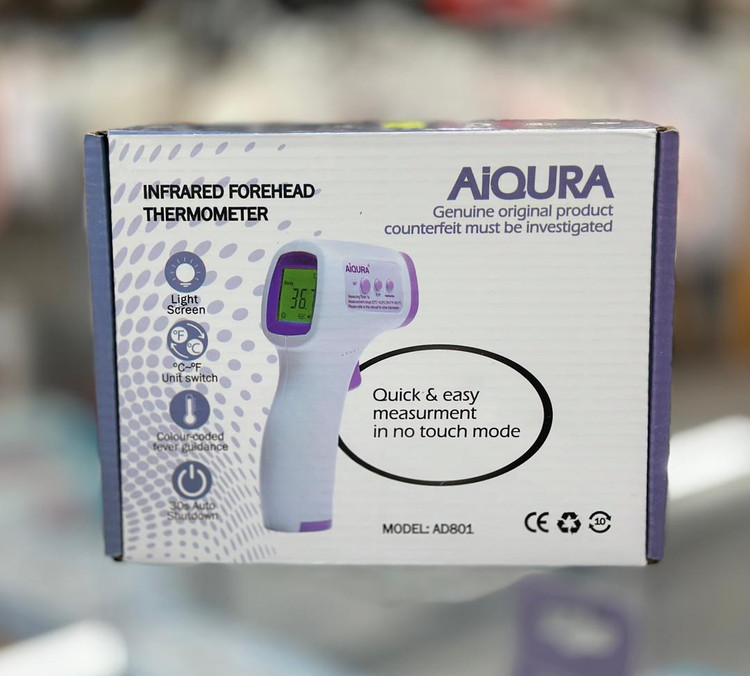 INFRARED FOREHEAD
THERMOMETER
AiQURA
Genuine original product
counterfeit must be investigated
Light
Screen
°F
°C
°C–°F
Unit switch
Colour-coded
fever guidance
30s Auto
Shutdown
Body
36.7
AiQURA
Quick & easy
measurment
in no touch mode
MODEL: AD801
CE
10